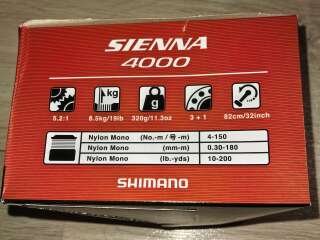 SIENNA
4000
kg
g
5.2:1 8.5kg/19lb 320g/11.3oz 3 + 1 82cm/32inch
Nylon Mono (No.-m / 号-m) 4-150
Nylon Mono (mm-m) 0.30-180
Nylon Mono (lb.-yds) 10-200
SHIMANO